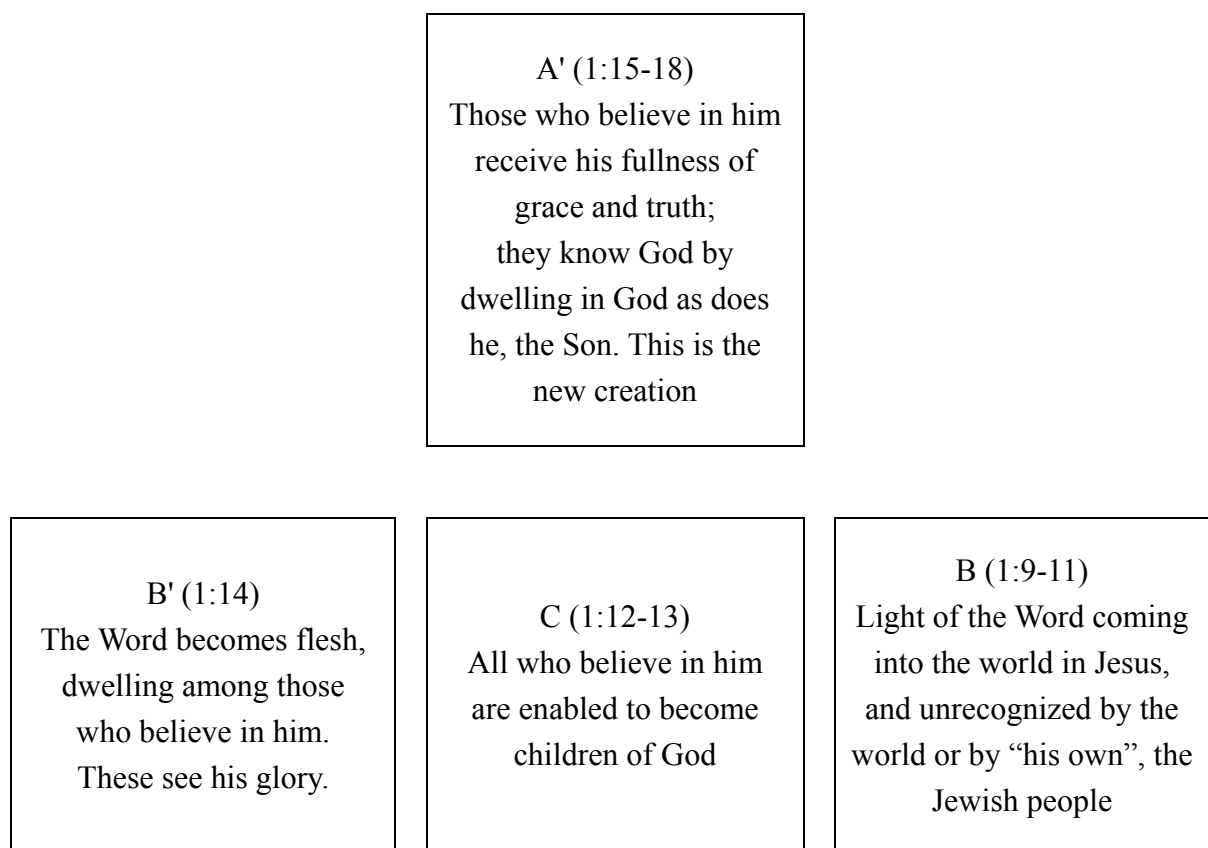 A' (1:15-18)
Those who believe in him
receive his fullness of
grace and truth;
they know God by
dwelling in God as does
he, the Son. This is the
new creation
B' (1:14)
The Word becomes flesh,
dwelling among those
who believe in him.
These see his glory.
C (1:12-13)
All who believe in him
are enabled to become
children of God
B (1:9-11)
Light of the Word coming
into the world in Jesus,
and unrecognized by the
world or by “his own”, the
Jewish people